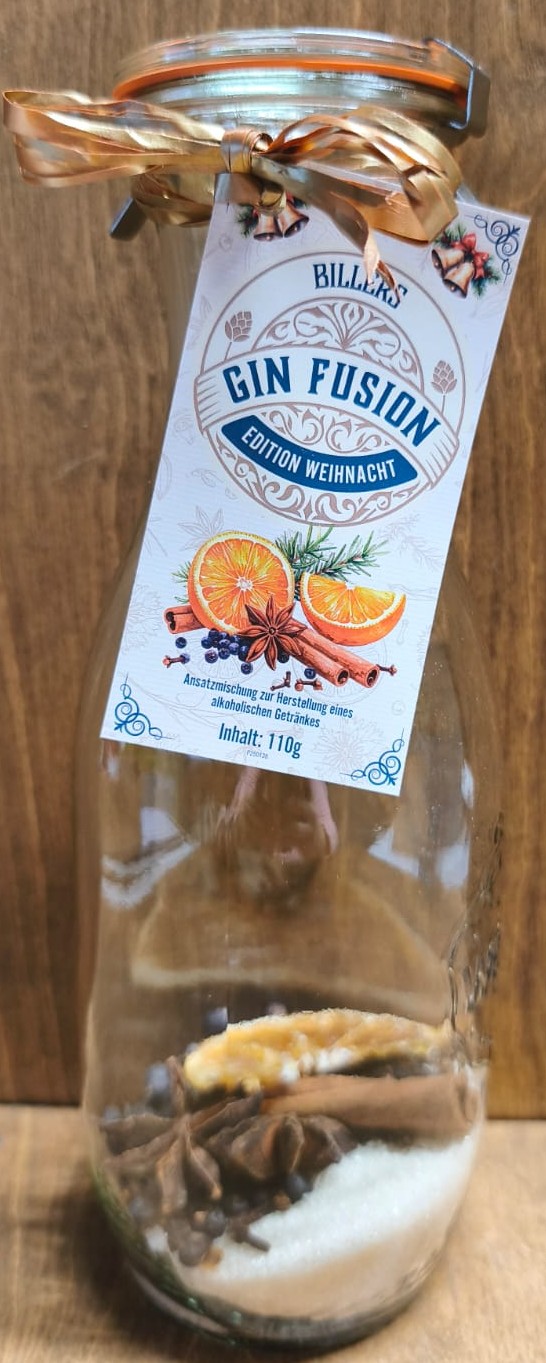 BILLERS
GIN FUSION
EDITION WEIHNACHT
Ansatzmischung zur Herstellung eines
alkoholischen Getränkes
Inhalt: 110g